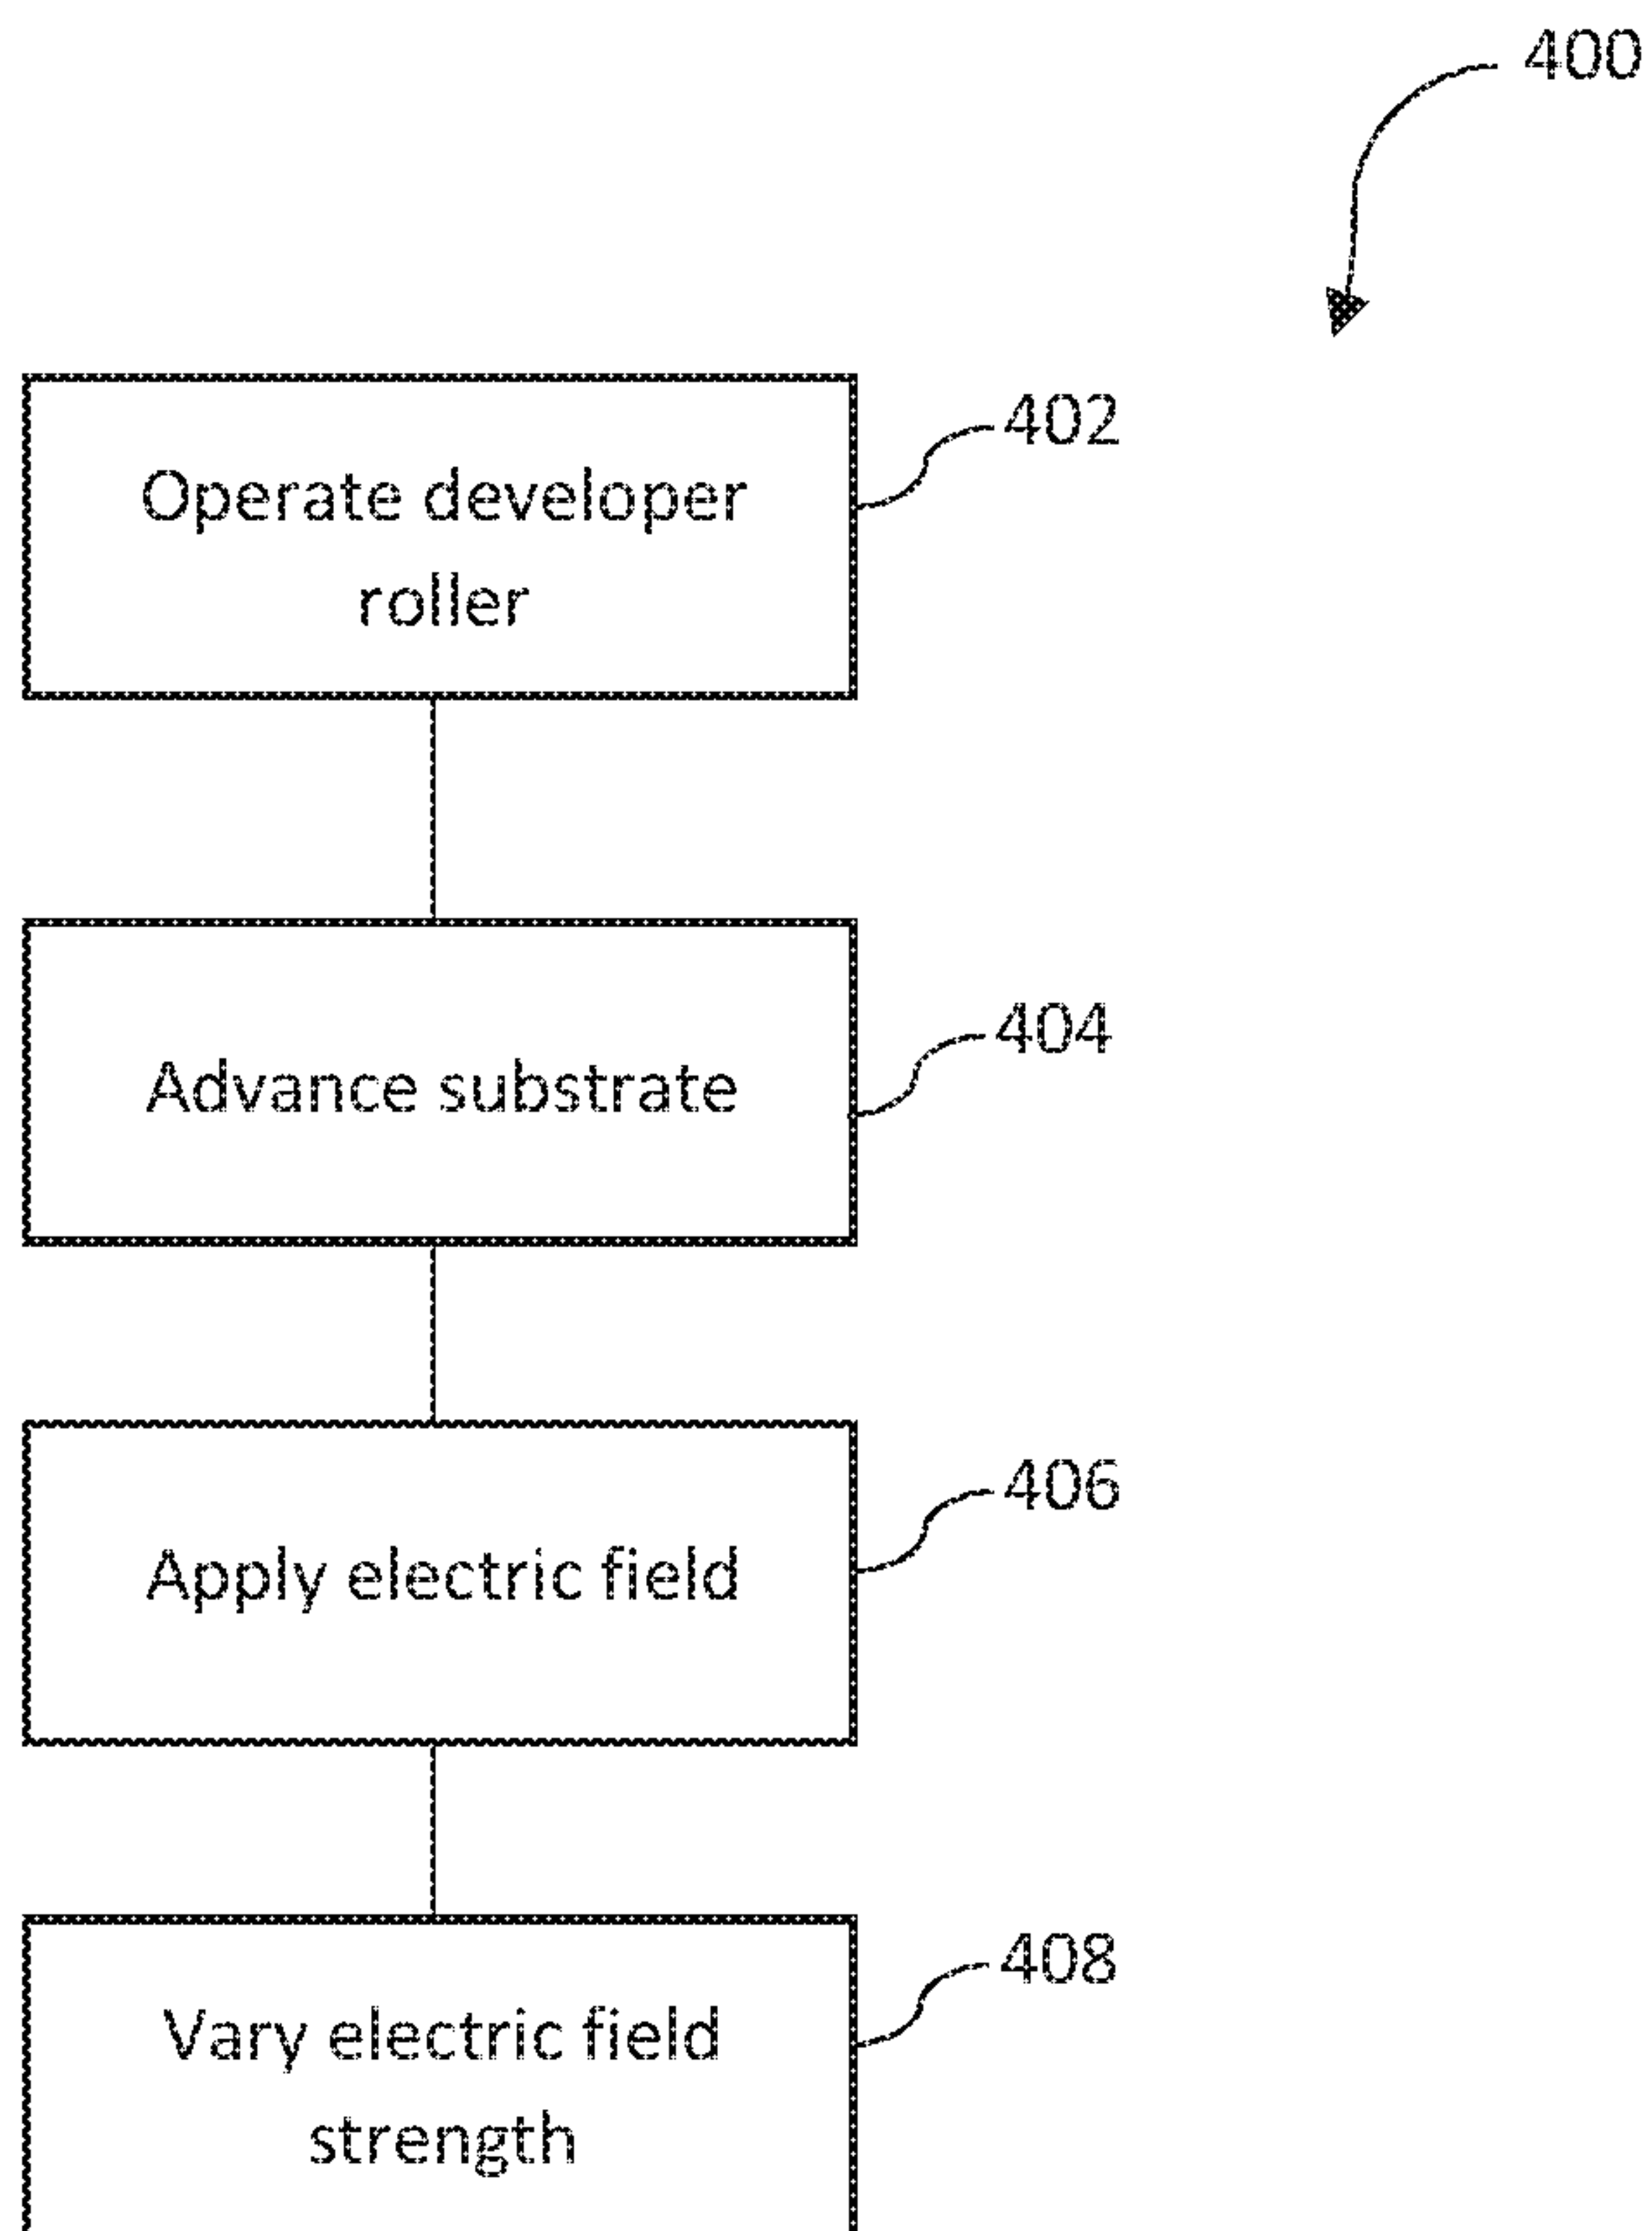 400
402
Operate developer
roller
404
Advance substrate
406
Apply electric field
408
Vary electric field
strength